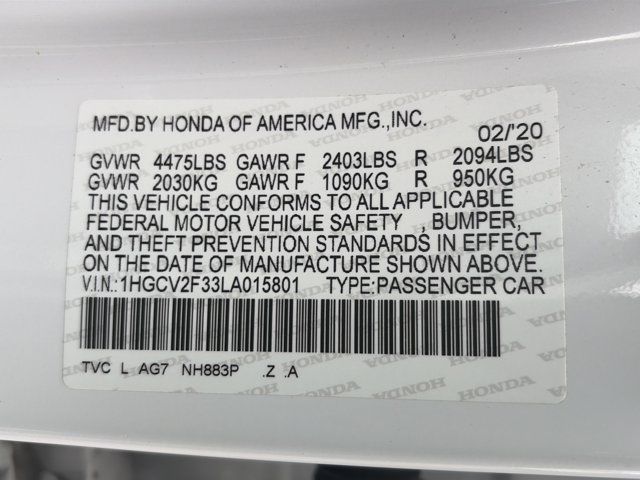 MFD.BY HONDA OF AMERICA MFG.,INC. 02/'20
GVWR 4475LBS GAWR F 2403LBS R 2094LBS
GVWR 2030KG GAWR F 1090KG R 950KG
THIS VEHICLE CONFORMS TO ALL APPLICABLE
FEDERAL MOTOR VEHICLE SAFETY , BUMPER,
AND THEFT PREVENTION STANDARDS IN EFFECT
ON THE DATE OF MANUFACTURE SHOWN ABOVE.
V.I.N.:1HGCV2F33LA015801 TYPE:PASSENGER CAR
TVC L AG7 NH883P .Z .A